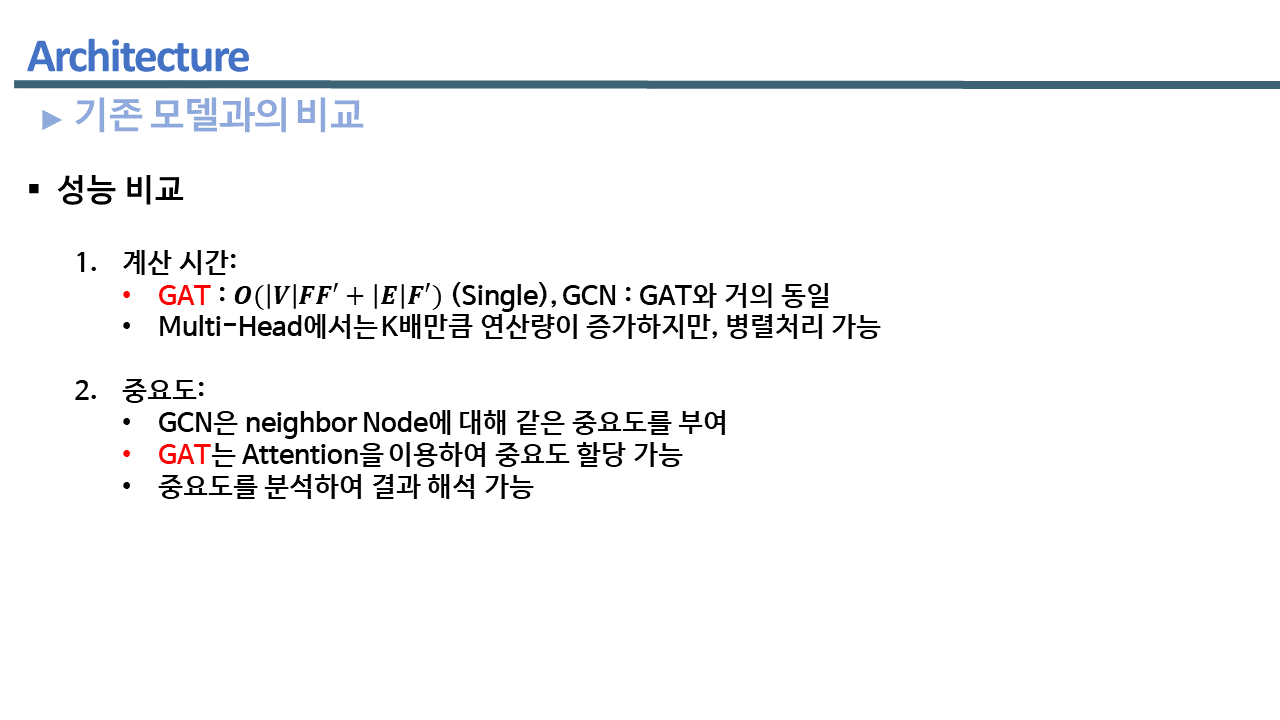 Architecture
▶ 기존 모델과의 비교
▪ 성능 비교
1. 계산 시간:
• GAT : O(|V|FF′ + |E|F′) (Single), GCN : GAT와 거의 동일
• Multi-Head에서는 K배만큼 연산량이 증가하지만, 병렬처리 가능
2. 중요도:
• GCN은 neighbor Node에 대해 같은 중요도를 부여
• GAT는 Attention을 이용하여 중요도 할당 가능
• 중요도를 분석하여 결과 해석 가능